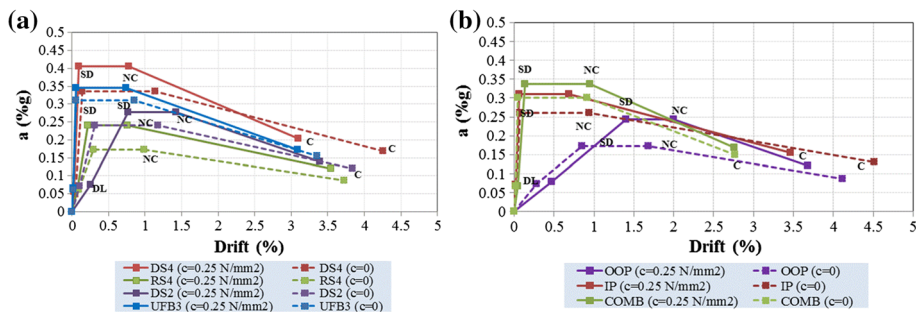 (a)
a (%g)
0.5
0.45
0.4
0.35
0.3
0.25
0.2
0.15
0.1
0.05
0
SD
NC
SD
SD
NC
NC
DL
C
C
0 0.5 1 1.5 2 2.5 3 3.5 4 4.5 5
Drift (%)
DS4 (c=0.25 N/mm2) DS4 (c=0)
RS4 (c=0.25 N/mm2) RS4 (c=0)
DS2 (c=0.25 N/mm2) DS2 (c=0)
UFB3 (c=0.25 N/mm2) UFB3 (c=0)
(b)
a (%g)
0.5
0.45
0.4
0.35
0.3
0.25
0.2
0.15
0.1
0.05
0
SD
NC
SD
NC
SD
NC
SD
NC
DL
C
C
C
0 0.5 1 1.5 2 2.5 3 3.5 4 4.5 5
Drift (%)
OOP (c=0.25 N/mm2) OOP (c=0)
IP (c=0.25 N/mm2) IP (c=0)
COMB (c=0.25 N/mm2) COMB (c=0)